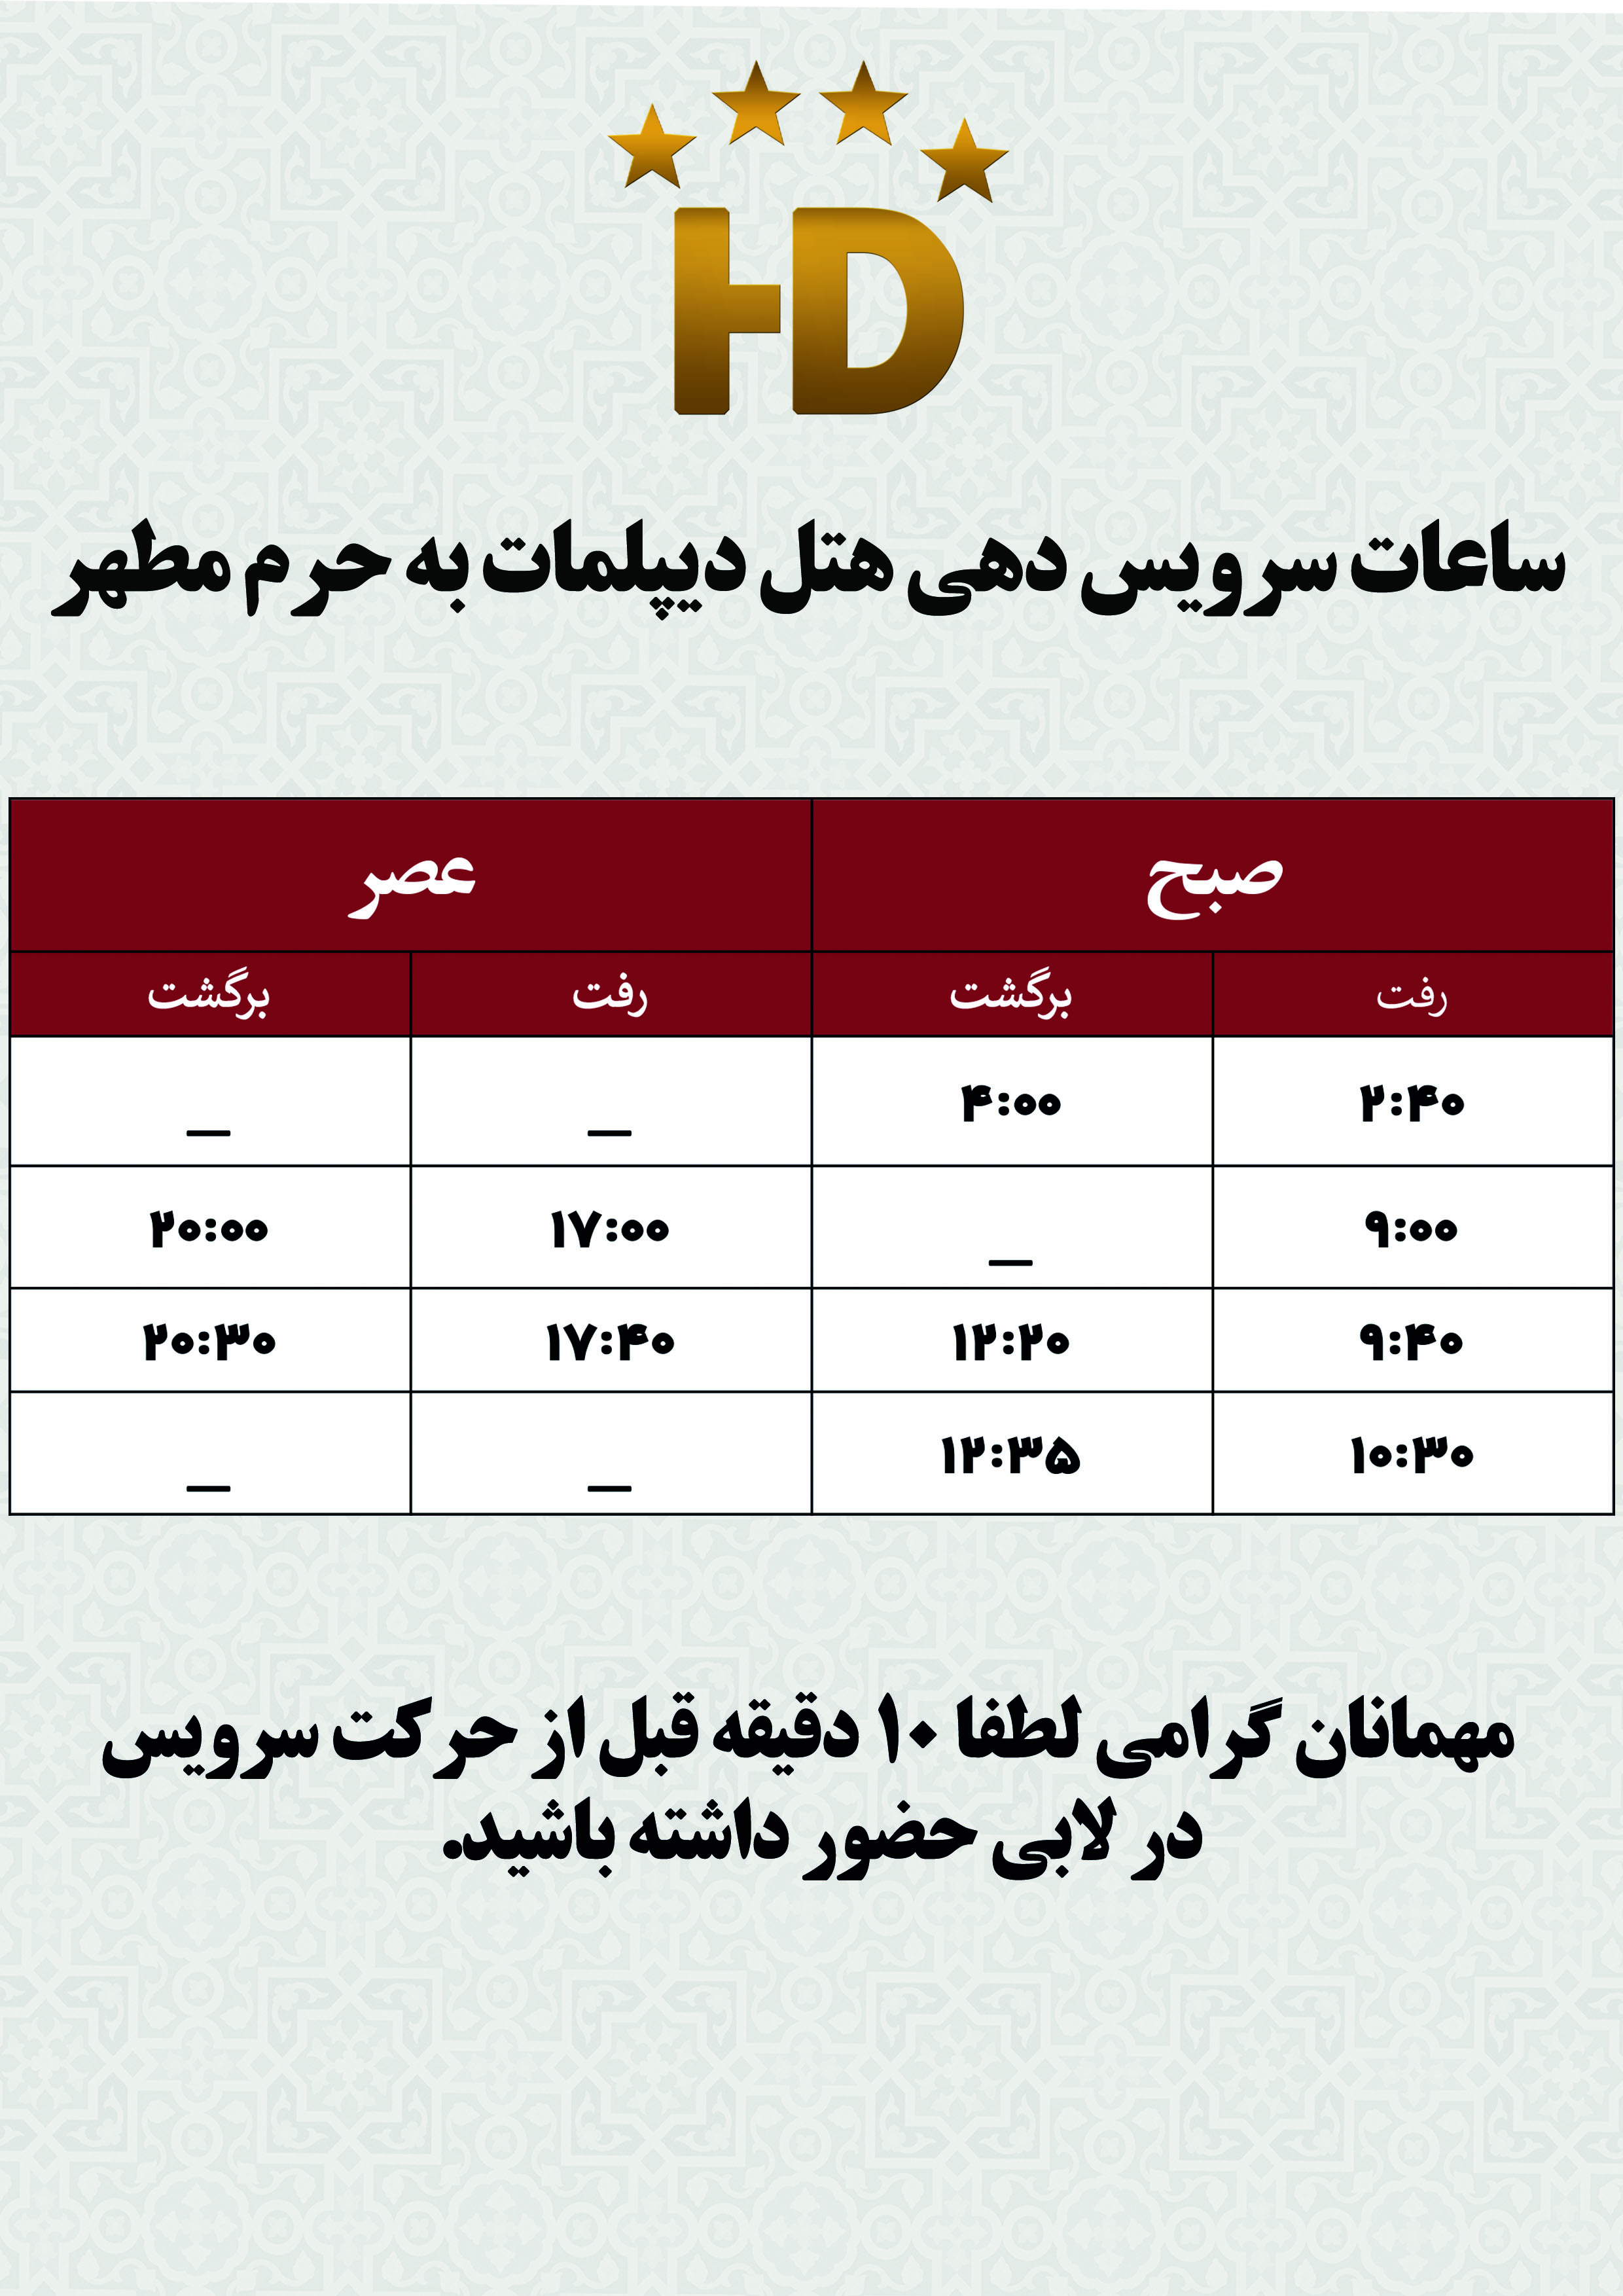 HD
ساعات سرویس دهی هتل دیپلمات به حرم مطهر
صبح عصر
رفت برگشت رفت برگشت
۲:۴۰ ۴:۰۰ _ _
۹:۰۰ _ ۱۷:۰۰ ۲۰:۰۰
۹:۴۰ ۱۲:۲۰ ۱۷:۴۰ ۲۰:۳۰
۱۰:۳۰ ۱۲:۳۵ _ _
مهمانان گرامی لطفا ۱۰ دقیقه قبل از حرکت سرویس
در لابی حضور داشته باشید.